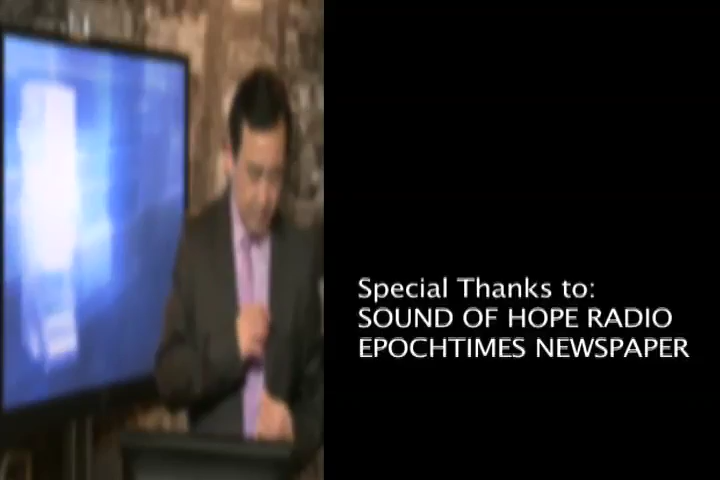 Special Thanks to:
SOUND OF HOPE RADIO
EPOCHTIMES NEWSPAPER